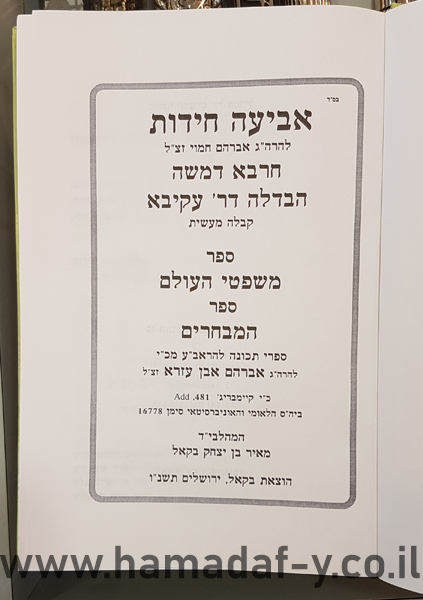 בס"ד
אביעה חידות
להרה"ג אברהם חמוי זצ"ל
חרבא דמשה
הבדלה דר' עקיבא
קבלה מעשית
ספר
משפטי העולם
ספר
המבחרים
ספרי תכונה להראב"ע מכ"י
להרה"ג אברהם אבן עזרא זצ"ל
כ"י קיימבריג' Add .481
ביה"ס הלאומי והאוניברסיטאי סימן 16778
המהלבי"ד
מאיר בן יצחק בקאל
הוצאת בקאל, ירושלים תשנ"ו
www.hamadaf-y.co.il